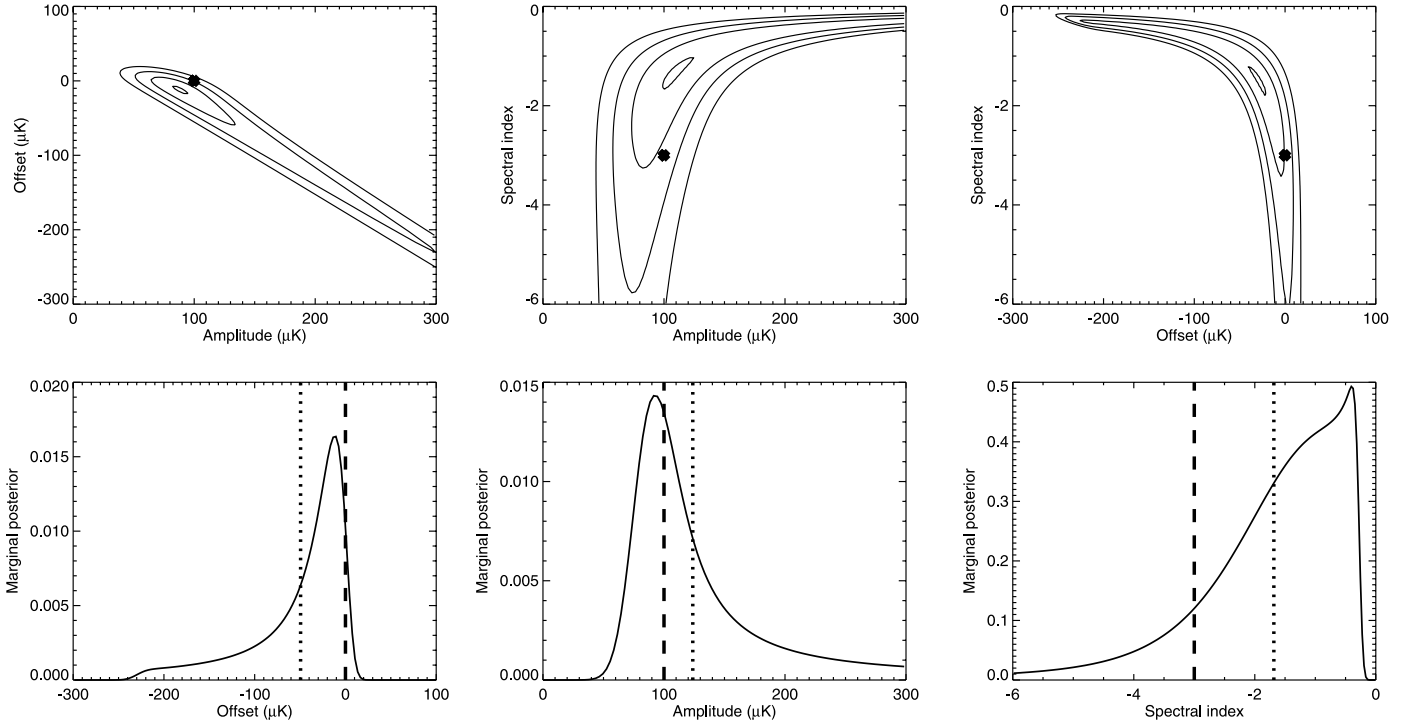 100
0
-100
-200
-300
Offset (μK)
0 100 200 300
Amplitude (μK)
0
-2
-4
-6
Spectral index
0 100 200 300
Amplitude (μK)
0
-2
-4
-6
Spectral index
-300 -200 -100 0 100
Offset (μK)
0.020
0.015
0.010
0.005
0.000
Marginal posterior
-300 -200 -100 0 100
Offset (μK)
0.015
0.010
0.005
0.000
Marginal posterior
0 100 200 300
Amplitude (μK)
0.5
0.4
0.3
0.2
0.1
0.0
Marginal posterior
-6 -4 -2 0
Spectral index